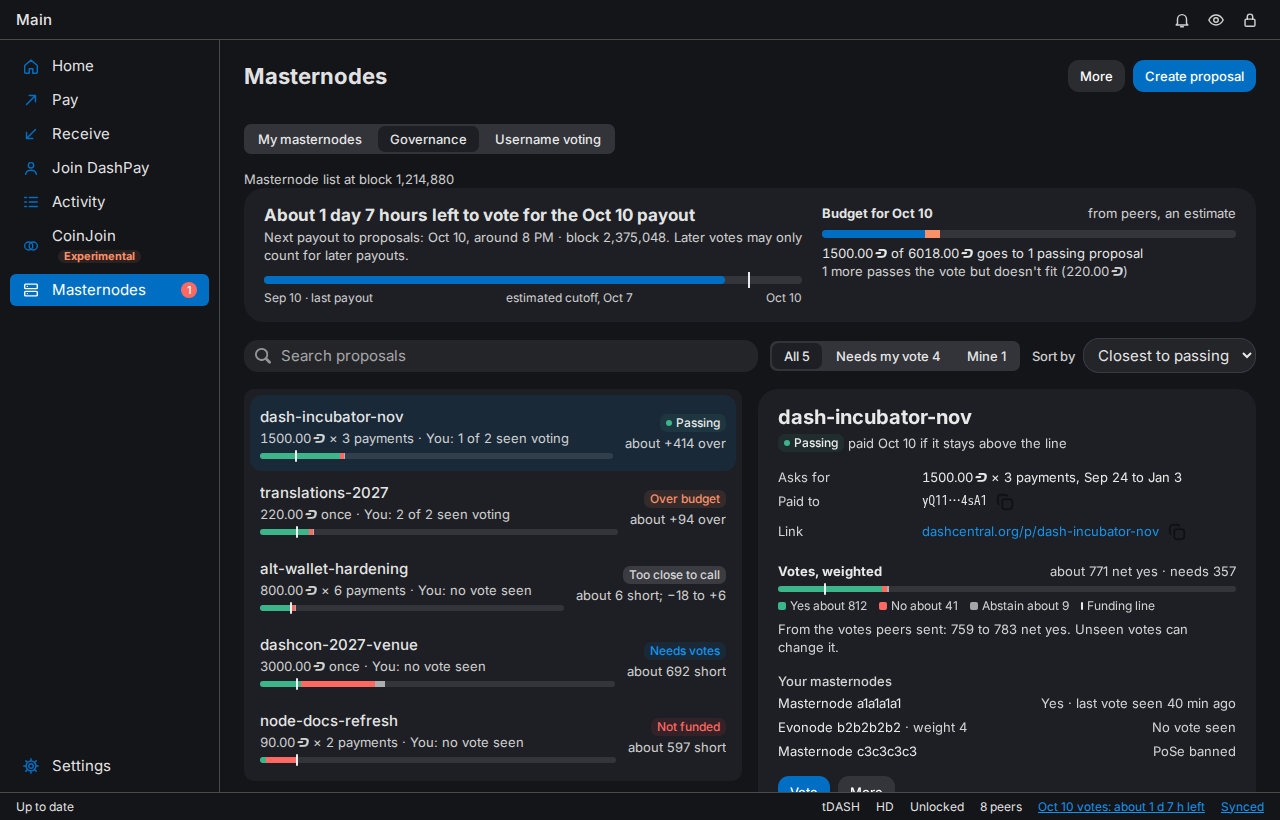 Main
Home
Pay
Receive
Join DashPay
Activity
CoinJoin
Experimental
Masternodes 1
Settings
Masternodes
More
Create proposal
My masternodes Governance Username voting
Masternode list at block 1,214,880
About 1 day 7 hours left to vote for the Oct 10 payout
Next payout to proposals: Oct 10, around 8 PM · block 2,375,048. Later votes may only
count for later payouts.
Sep 10 · last payout estimated cutoff, Oct 7 Oct 10
Budget for Oct 10 from peers, an estimate
1500.00 of 6018.00 goes to 1 passing proposal
1 more passes the vote but doesn't fit (220.00)
Search proposals
All 5 Needs my vote 4 Mine 1
Sort by Closest to passing
dash-incubator-nov
Passing
1500.00 × 3 payments · You: 1 of 2 seen voting
about +414 over
translations-2027
Over budget
220.00 once · You: 2 of 2 seen voting
about +94 over
alt-wallet-hardening
Too close to call
800.00 × 6 payments · You: no vote seen
about 6 short; −18 to +6
dashcon-2027-venue
Needs votes
3000.00 once · You: no vote seen
about 692 short
node-docs-refresh
Not funded
90.00 × 2 payments · You: no vote seen
about 597 short
dash-incubator-nov
Passing paid Oct 10 if it stays above the line
Asks for 1500.00 × 3 payments, Sep 24 to Jan 3
Paid to yQ11···4sA1
Link dashcentral.org/p/dash-incubator-nov
Votes, weighted about 771 net yes · needs 357
Yes about 812 No about 41 Abstain about 9 Funding line
From the votes peers sent: 759 to 783 net yes. Unseen votes can
change it.
Your masternodes
Masternode a1a1a1a1 Yes · last vote seen 40 min ago
Evonode b2b2b2b2 · weight 4 No vote seen
Masternode c3c3c3c3 PoSe banned
Vote More
Up to date
tDASH HD Unlocked 8 peers Oct 10 votes: about 1 d 7 h left Synced